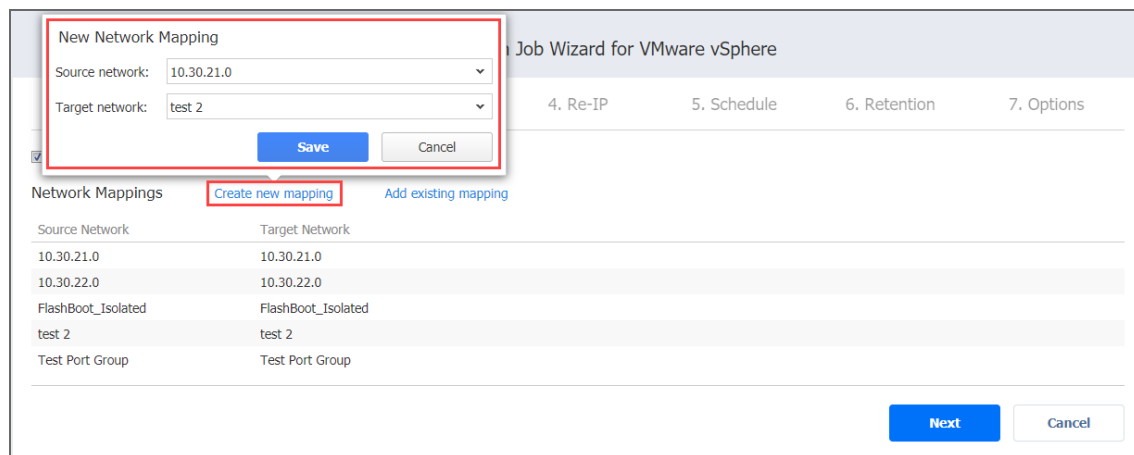 New Network Mapping
Job Wizard for VMware vSphere
Source network: 10.30.21.0
Target network: test 2
4. Re-IP 5. Schedule 6. Retention 7. Options
Save Cancel
Network Mappings Create new mapping Add existing mapping
Source Network Target Network
10.30.21.0 10.30.21.0
10.30.22.0 10.30.22.0
FlashBoot_Isolated FlashBoot_Isolated
test 2 test 2
Test Port Group Test Port Group
Next Cancel